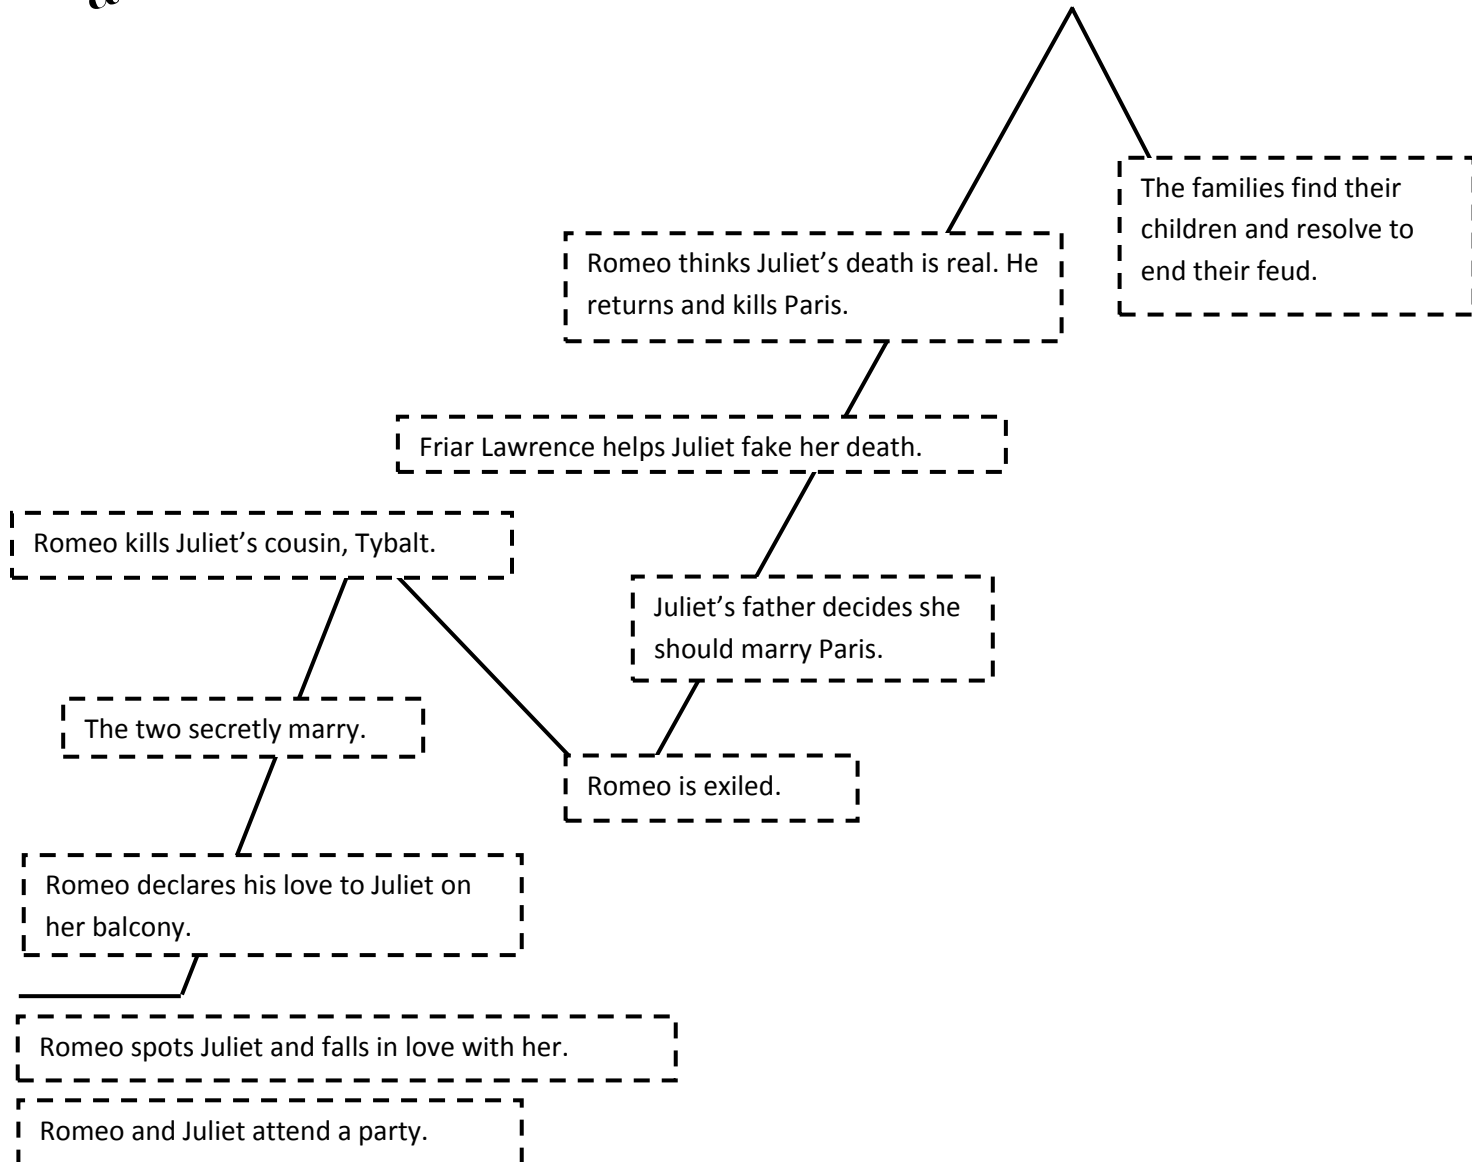 The families find their
children and resolve to
end their feud.
Romeo thinks Juliet’s death is real. He
returns and kills Paris.
Friar Lawrence helps Juliet fake her death.
Romeo kills Juliet’s cousin, Tybalt.
Juliet’s father decides she
should marry Paris.
The two secretly marry.
Romeo is exiled.
Romeo declares his love to Juliet on
her balcony.
Romeo spots Juliet and falls in love with her.
Romeo and Juliet attend a party.